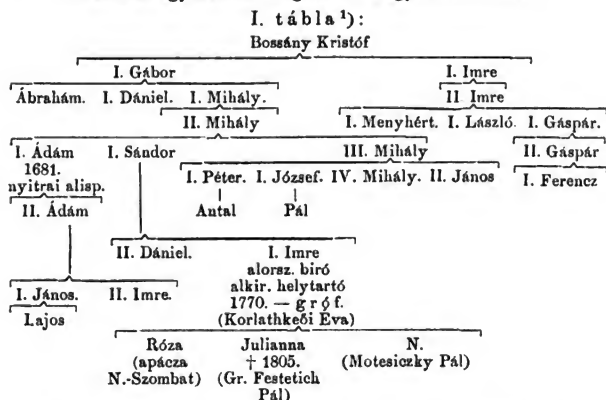 I. tábla ¹):
Bossány Kristóf
I. Gábor I. Imre
Ábrahám. I. Dániel. I. Mihály. II Imre
II. Mihály I. Menyhért. I. László. I. Gáspár.
I. Ádám I. Sándor III. Mihály II. Gáspár
1681. I. Péter. I. József. IV. Mihály. II. János I. Ferencz
nyitrai alisp.
II. Ádám Antal Pál
II. Dániel. I. Imre
alorsz. biró
I. János. II. Imre. alkir. helytartó
1770. — gróf.
Lajos (Korlathkeői Éva)
Róza Julianna N.
(apácza † 1805. (Motesiczky Pál)
N.-Szombat) (Gr. Festetich
Pál)